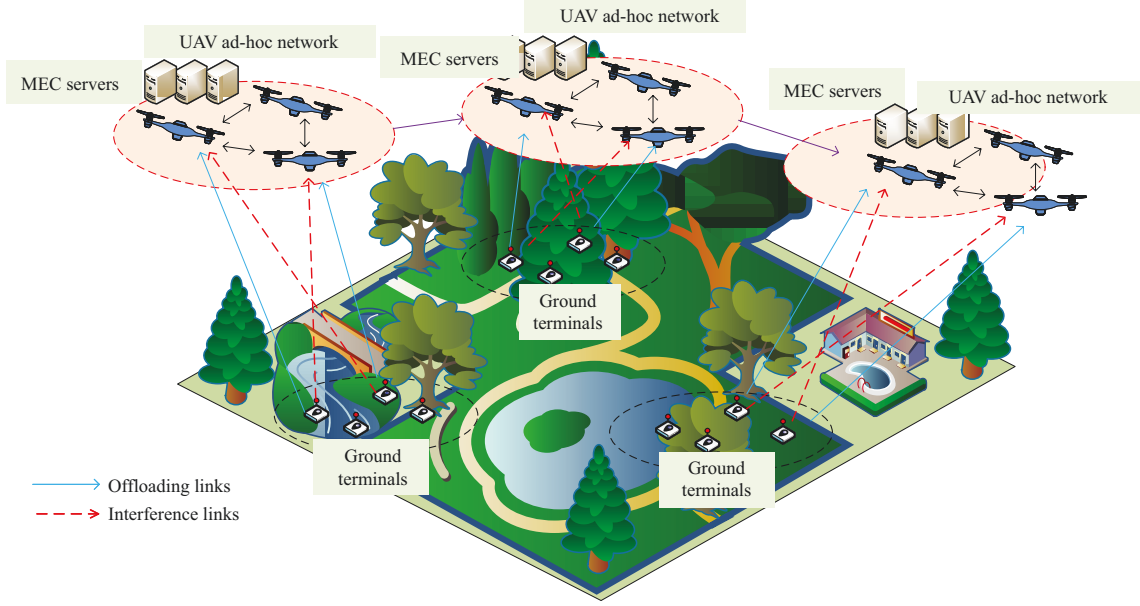 UAV ad-hoc network
MEC servers
UAV ad-hoc network
MEC servers
MEC servers
UAV ad-hoc network
Ground
terminals
Ground
terminals
Ground
terminals
Offloading links
Interference links